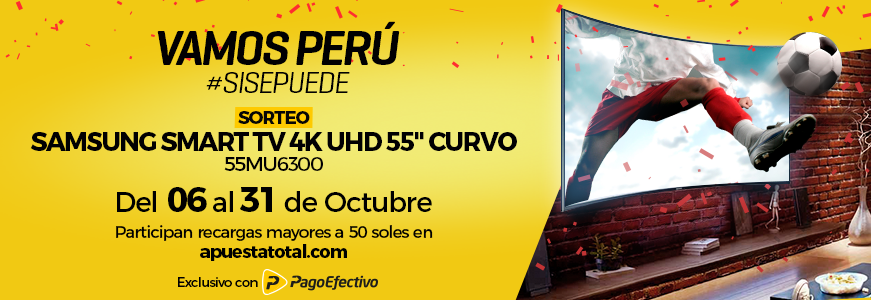 VAMOS PERÚ
#SISEPUEDE
SORTEO
SAMSUNG SMART TV 4K UHD 55" CURVO
55MU6300
Del 06 al 31 de Octubre
Participan recargas mayores a 50 soles en
apuestatotal.com
Exclusivo con PagoEfectivo